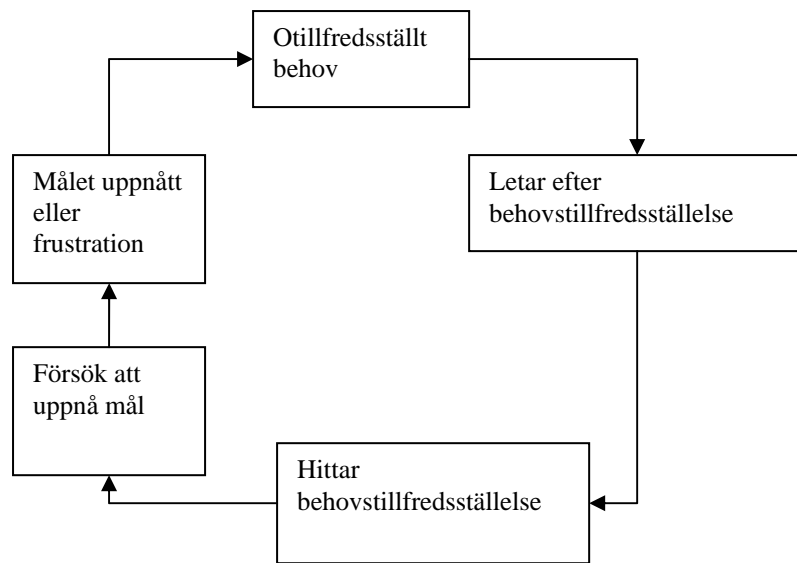 Otillfredsställt
behov
Letar efter
behovstillfredsställelse
Hittar
behovstillfredsställelse
Försök att
uppnå mål
Målet uppnått
eller
frustration